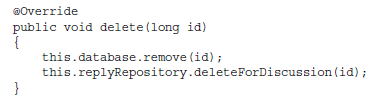 @Override
public void delete(long id)
{
    this.database.remove(id);
    this.replyRepository.deleteForDiscussion(id);
}